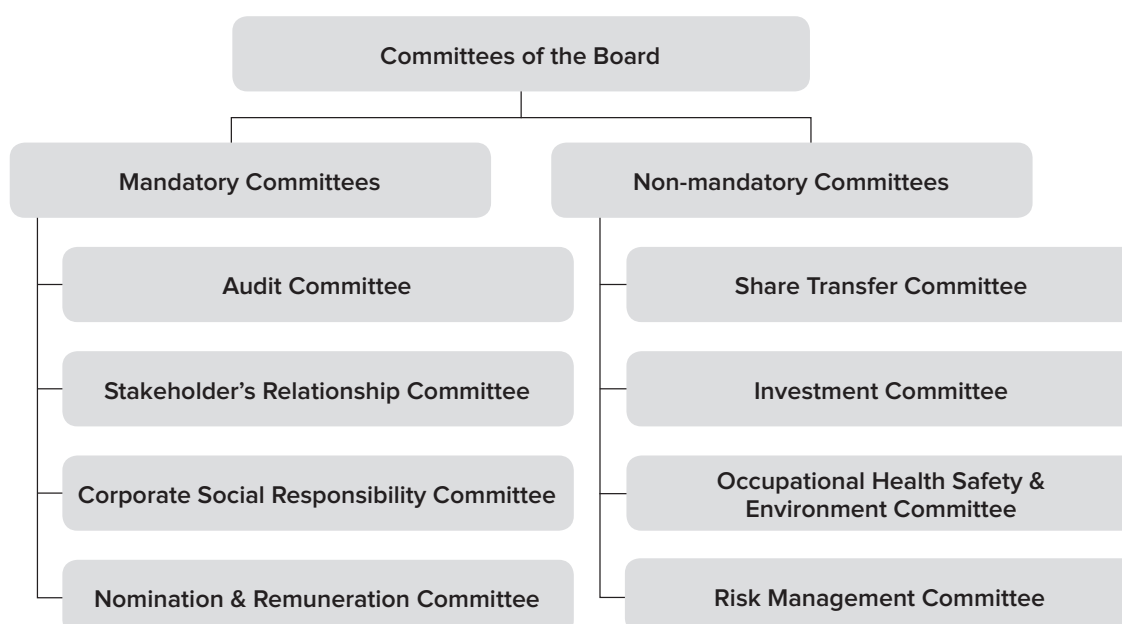 Committees of the Board
Mandatory Committees
Non-mandatory Committees
Audit Committee
Stakeholder’s Relationship Committee
Corporate Social Responsibility Committee
Nomination & Remuneration Committee
Share Transfer Committee
Investment Committee
Occupational Health Safety &
Environment Committee
Risk Management Committee